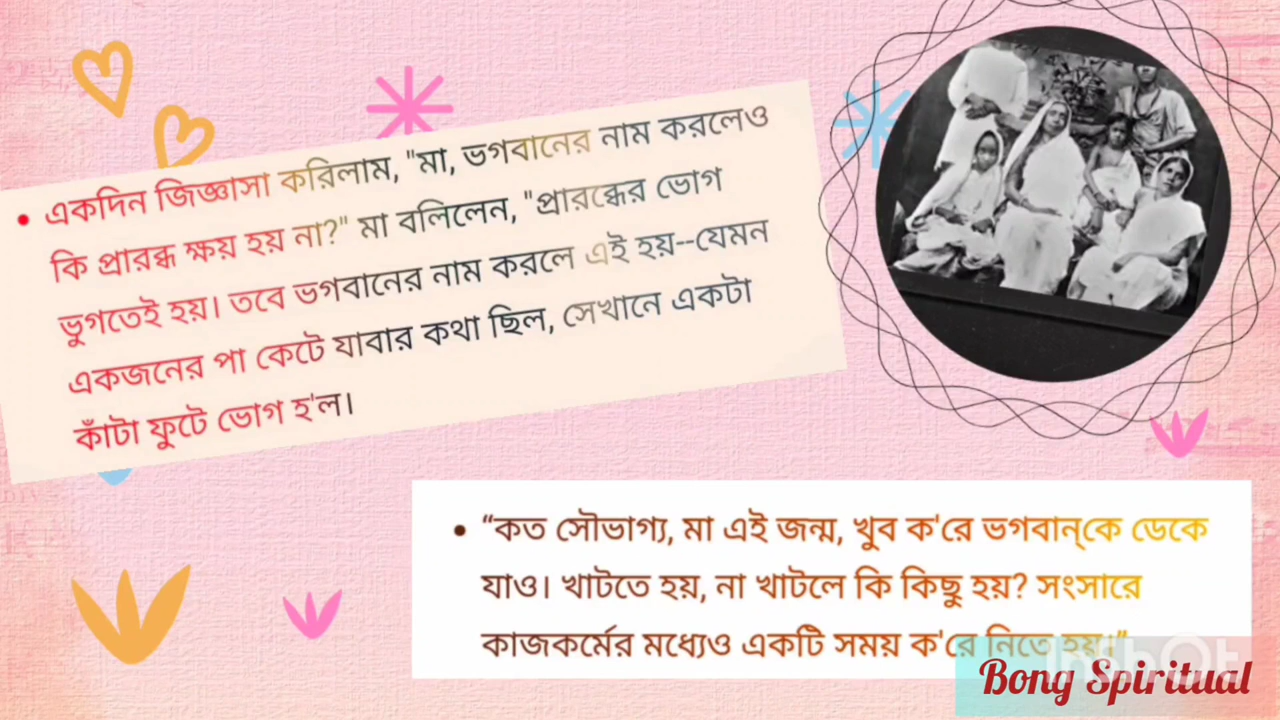 • একদিন জিজ্ঞাসা করিলাম, "মা, ভগবানের নাম করলেও
কি প্রারব্ধ ক্ষয় হয় না?" মা বলিলেন, "প্রারব্ধের ভোগ
ভুগতেই হয়। তবে ভগবানের নাম করলে এই হয়--যেমন
একজনের পা কেটে যাবার কথা ছিল, সেখানে একটা
কাঁটা ফুটে ভোগ হ'ল।
• “কত সৌভাগ্য, মা এই জন্ম, খুব ক'রে ভগবান্‌কে ডেকে
যাও। খাটতে হয়, না খাটলে কি কিছু হয়? সংসারে
কাজকর্মের মধ্যেও একটি সময় ক'রে নিতে হয়।”
Bong Spiritual